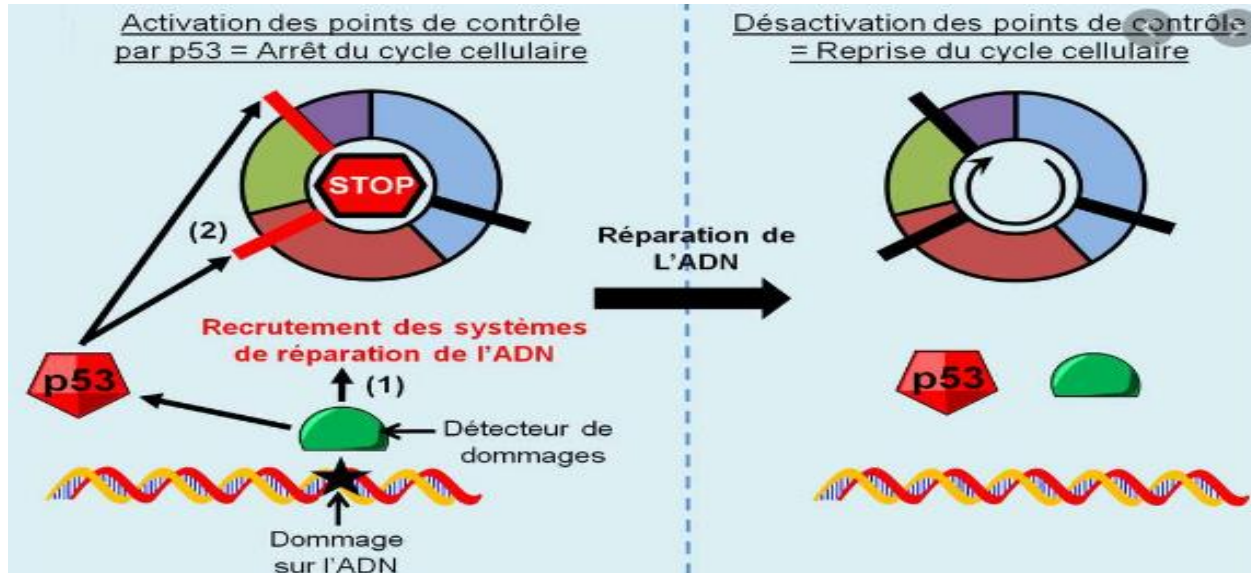 Activation des points de contrôle
par p53 = Arrêt du cycle cellulaire
Désactivation des points de contrôle
= Reprise du cycle cellulaire
STOP
(2)
Réparation de
L'ADN
Recrutement des systèmes
de réparation de l'ADN
p53
(1)
Détecteur de
dommages
Dommage
sur l'ADN
p53